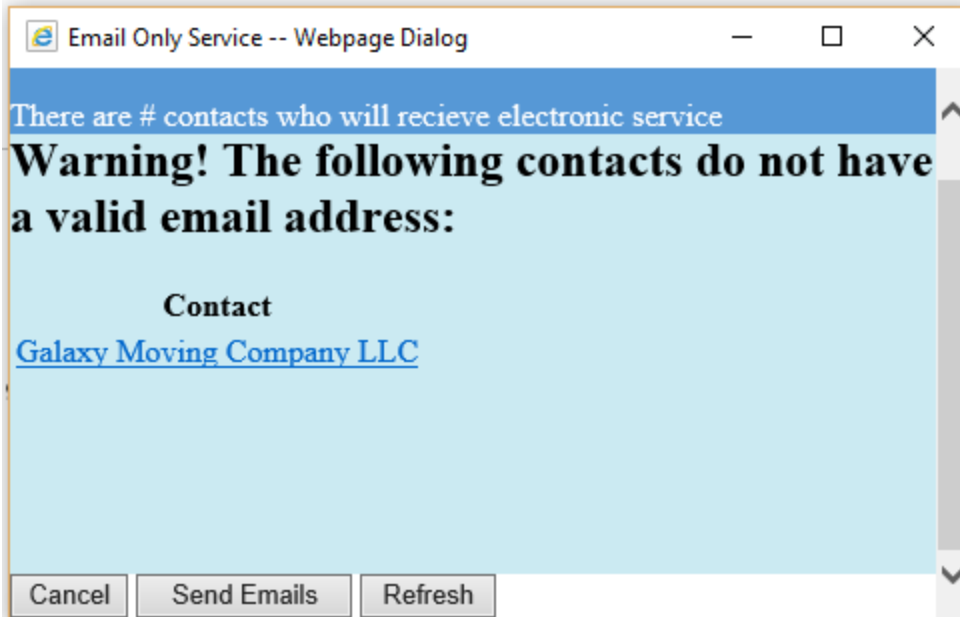 Email Only Service -- Webpage Dialog
There are # contacts who will recieve electronic service
Warning! The following contacts do not have
a valid email address:
Contact
Galaxy Moving Company LLC
Cancel Send Emails Refresh